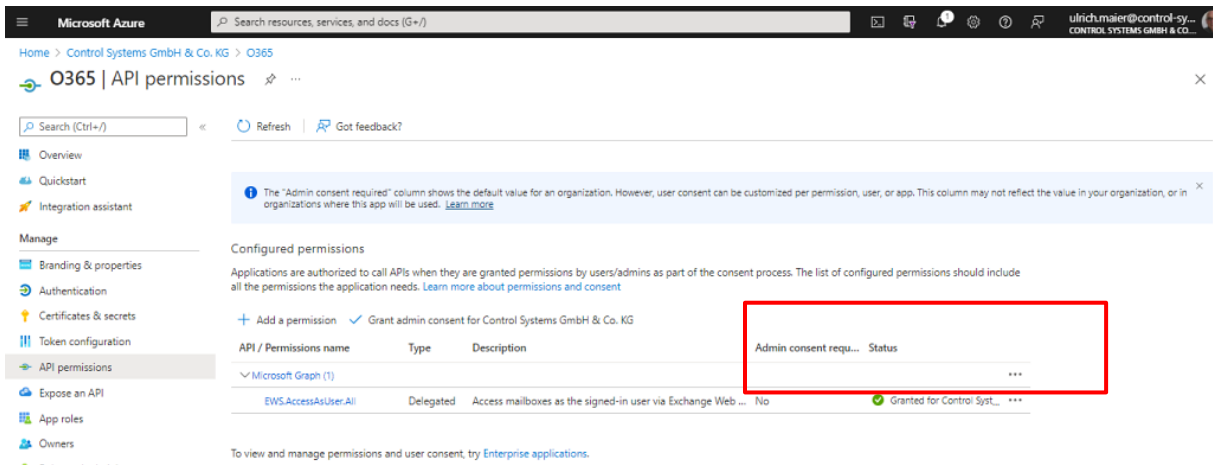 Microsoft Azure
Search resources, services, and docs (G+/)
1
ulrich.maier@control-sy...
CONTROL SYSTEMS GMBH & CO....
Home > Control Systems GmbH & Co. KG > O365
O365 | API permissions
Search (Ctrl+/)
Refresh
Got feedback?
Overview
Quickstart
Integration assistant
The "Admin consent required" column shows the default value for an organization. However, user consent can be customized per permission, user, or app. This column may not reflect the value in your organization, or in
organizations where this app will be used. Learn more
Manage
Branding & properties
Authentication
Certificates & secrets
Token configuration
API permissions
Expose an API
App roles
Owners
Configured permissions
Applications are authorized to call APIs when they are granted permissions by users/admins as part of the consent process. The list of configured permissions should include
all the permissions the application needs. Learn more about permissions and consent
Add a permission
Grant admin consent for Control Systems GmbH & Co. KG
API / Permissions name Type Description Admin consent requ... Status
Microsoft Graph (1)
EWS.AccessAsUser.All Delegated Access mailboxes as the signed-in user via Exchange Web ... No Granted for Control Syst...
To view and manage permissions and user consent, try Enterprise applications.